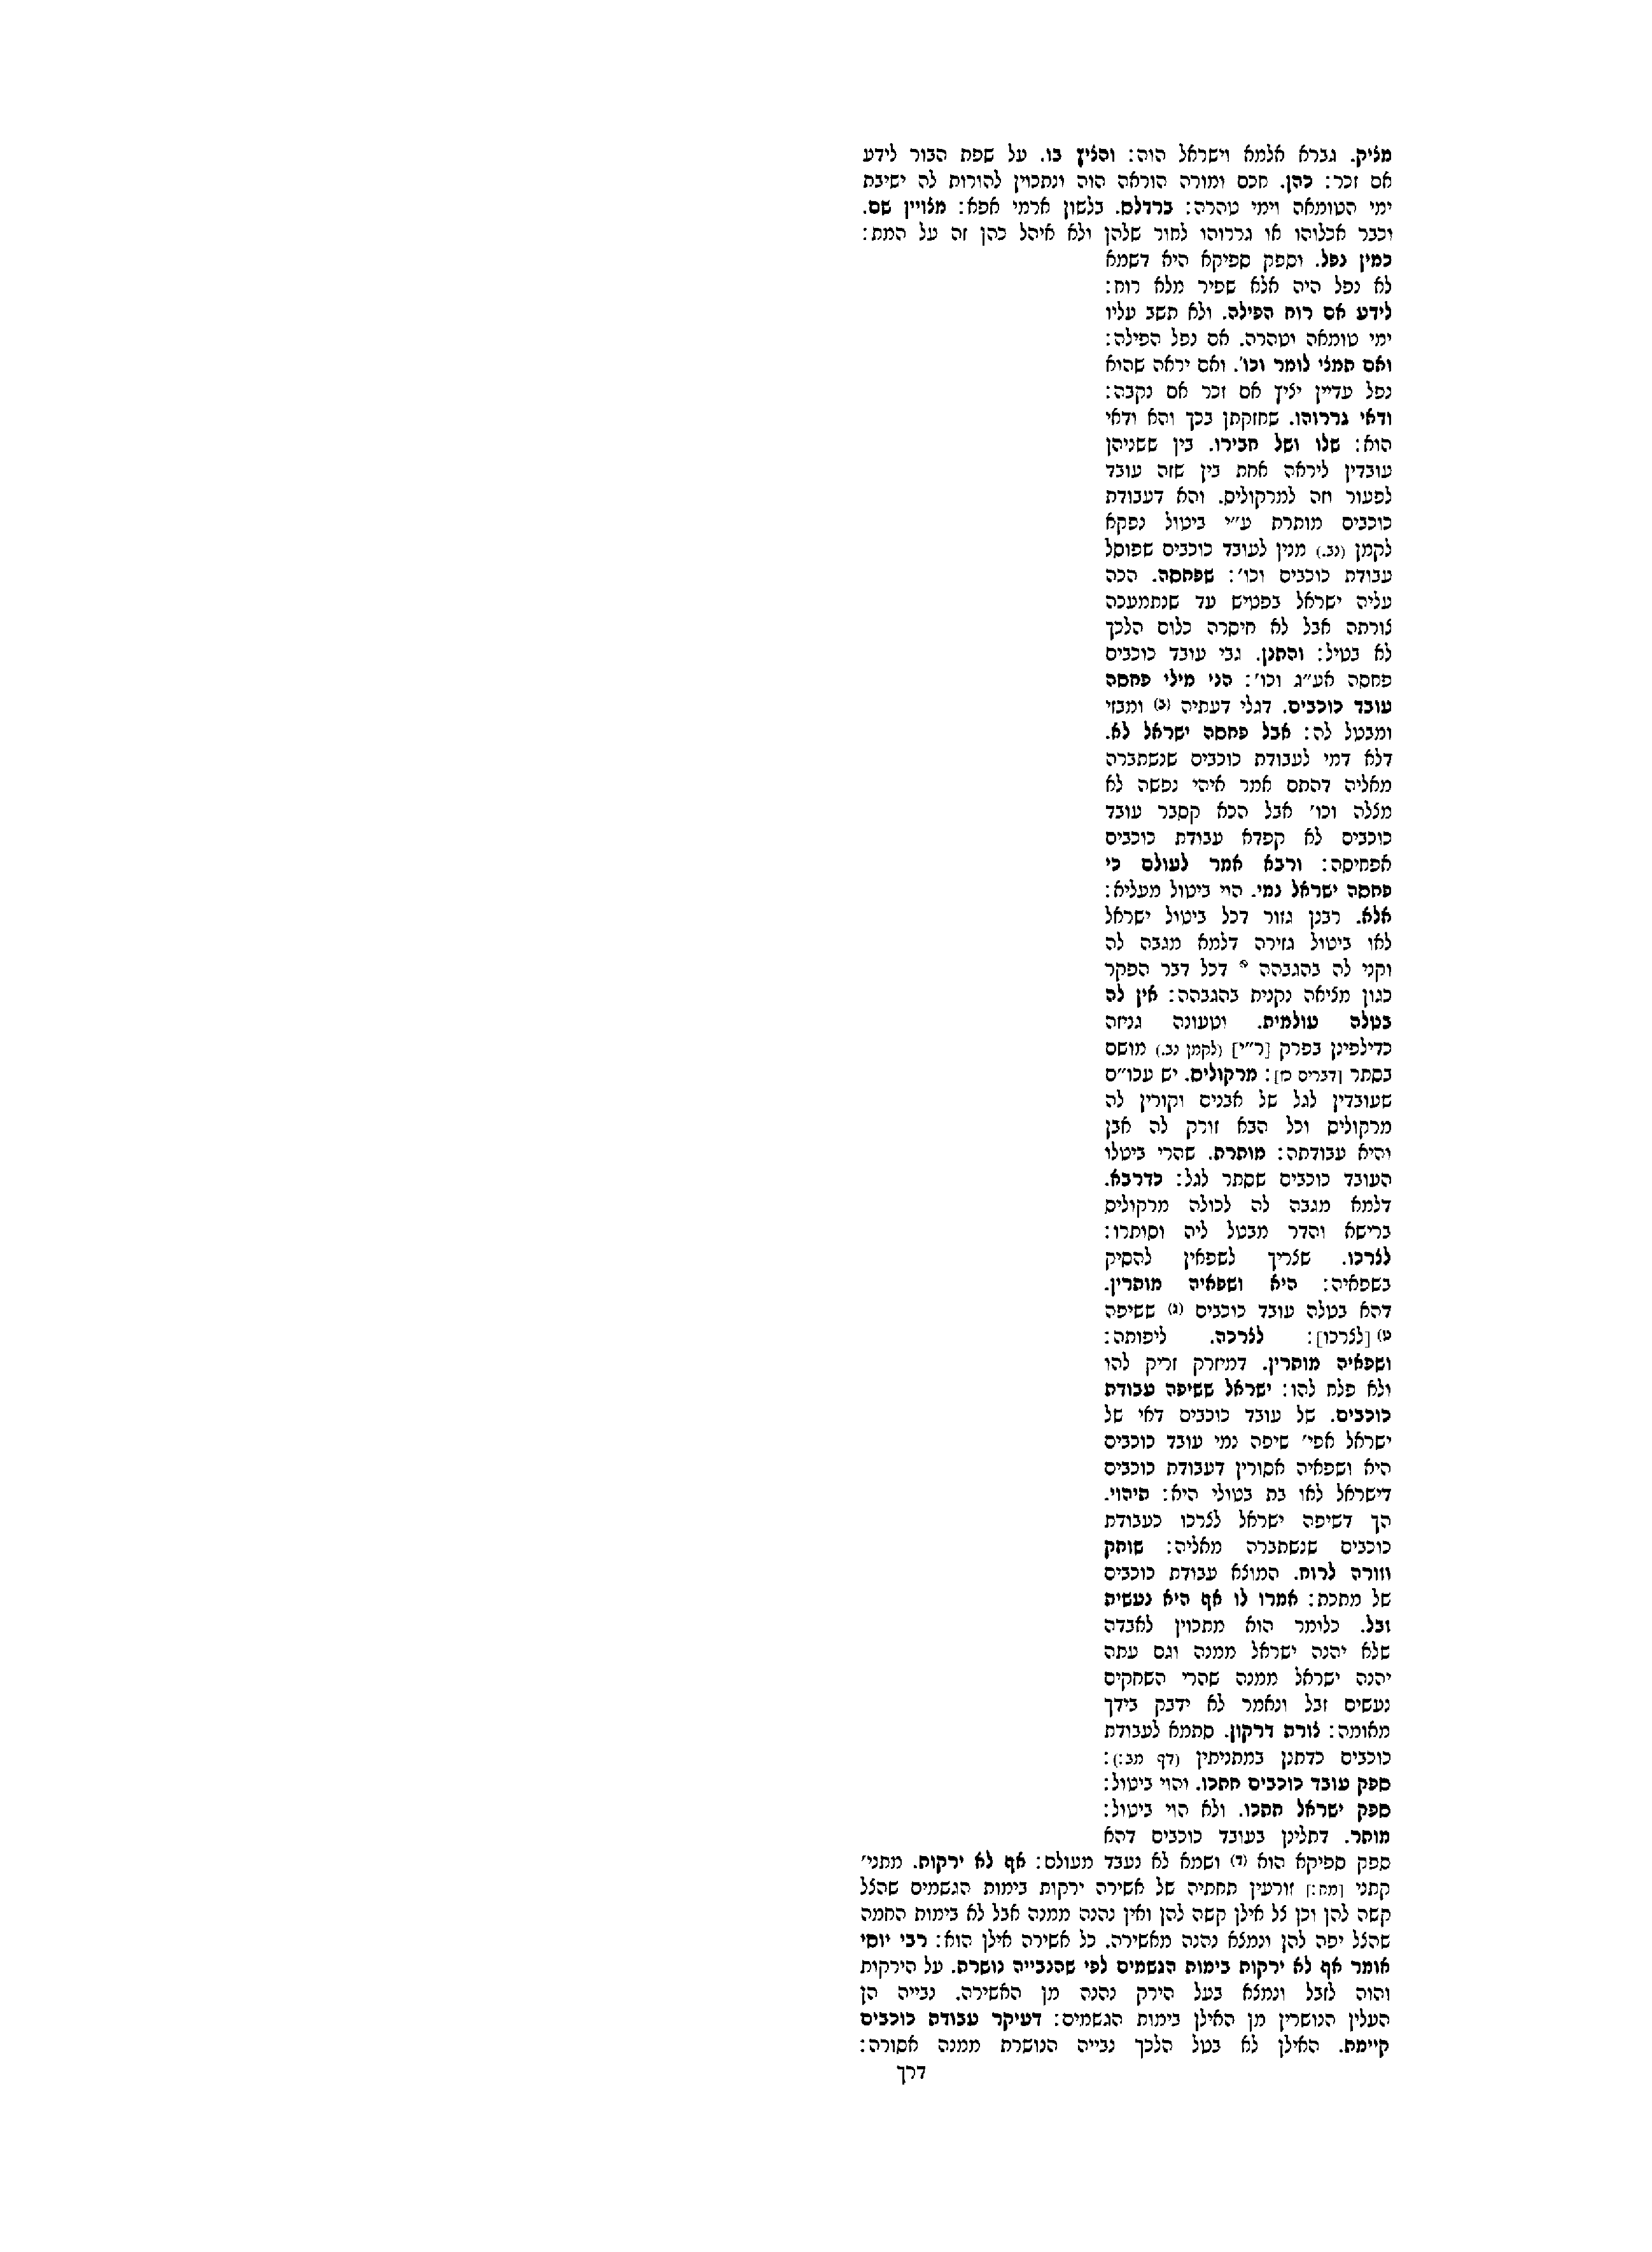 מציק. גברא אלמא וישראל הוה: והציץ בו. על שפת הבור לידע
אם זכר: כהן. חכם ומורה הוראה הוה ונתכוין להורות לה ישיבת
ימי הטומאה וימי טהרה: ברדלס. בלשון ארמי אפא: מצויין שם.
וכבר אכלוהו או גררוהו לחור שלהן ולא איהל כהן זה על המת:
כמין נפל. וספק ספיקא היא דשמא
לא נפל היה אלא שפיר מלא רוח:
לידע אם רוח הפילה. ולא תשב עליו
ימי טומאה וטהרה. אם נפל הפילה:
ואם תמצי לומר וכו'. ואם יראה שהוא
נפל עדיין יציץ אם זכר אם נקבה:
ודאי גררוהו. שחזקתן בכך והא ודאי
הוא: שלו ושל חבירו. בין ששניהן
עובדין ליראה אחת בין שזה עובד
לפעור וזה למרקוליס. והא דעבודת
כוכבים מותרת ע"י ביטול נפקא
לקמן (נב.) מנין לעובד כוכבים שפוסל
עבודת כוכבים וכו': שפחסה. הכה
עליה ישראל בפטיש עד שנתמעכה
צורתה אבל לא חיסרה כלום הלכך
לא בטיל: והתנן. גבי עובד כוכבים
פחסה אע"ג וכו': הני מילי פחסה
עובד כוכבים. דגלי דעתיה (ב) ומבזי
ומבטל לה: אבל פחסה ישראל לא.
דלא דמי לעבודת כוכבים שנשתברה
מאליה דהתם אמר איהי נפשה לא
מצלה וכו' אבל הכא קסבר עובד
כוכבים לא קפדא עבודת כוכבים
אפחיסה: ורבא אמר לעולם כי
פחסה ישראל נמי. הוי ביטול מעליא:
אלא. רבנן גזור דכל ביטול ישראל
לאו ביטול גזירה דלמא מגבה לה
וקני לה בהגבהה דכל דבר הפקר
כגון מציאה נקנית בהגבהה: אין לה
בטלה עולמית. וטעונה גניזה
כדילפינן בפרק [ר"י] (לקמן נב.) מושם
בסתר [דברים כז]: מרקוליס. יש עכו"ם
שעובדין לגל של אבנים וקורין לה
מרקוליס וכל הבא זורק לה אבן
והיא עבודתה: מותרת. שהרי ביטלו
העובד כוכבים שסתר לגל: כדרבא.
דלמא מגבה לה לכולה מרקוליס
ברישא והדר מבטל ליה וסותרו:
לצרכו. שצריך לשפאין להסיק
בשפאיה: היא ושפאיה מותרין.
דהא בטלה עובד כוכבים (ג) ששיפה
ט) [לצרכו]: לצרכה. ליפותה:
ושפאיה מותרין. דמיזרק זריק להו
ולא פלח להו: ישראל ששיפה עבודת
כוכבים. של עובד כוכבים דאי של
ישראל אפי' שיפה נמי עובד כוכבים
היא ושפאיה אסורין דעבודת כוכבים
דישראל לאו בת בטולי היא: תיהוי.
הך דשיפה ישראל לצרכו כעבודת
כוכבים שנשתברה מאליה: שוחק
וזורה לרוח. המוצא עבודת כוכבים
של מתכת: אמרו לו אף היא נעשית
זבל. כלומר הוא מתכוין לאבדה
שלא יהנה ישראל ממנה וגם עתה
יהנה ישראל ממנה שהרי השחקים
נעשים זבל ונאמר לא ידבק בידך
מאומה: צורת דרקון. סתמא לעבודת
כוכבים כדתנן במתניתין (דף מב:):
ספק עובד כוכבים חתכו. והוי ביטול:
ספק ישראל חתכו. ולא הוי ביטול:
מותר. דתלינן בעובד כוכבים דהא
ספק ספיקא הוא (ד) ושמא לא נעבד מעולם: אף לא ירקות. מתני'
קתני [מח:] זורעין תחתיה של אשירה ירקות בימות הגשמים שהצל
קשה להן וכן צל אילן קשה להן ואין נהנה ממנה אבל לא בימות החמה
שהצל יפה להן ונמצא נהנה מאשירה. כל אשירה אילן הוא: רבי יוסי
אומר אף לא ירקות בימות הגשמים לפי שהנבייה נושרת. על הירקות
והוה לזבל ונמצא בעל הירק נהנה מן האשירה. נבייה הן
העלין הנושרין מן האילן בימות הגשמים: דעיקר עבודת כוכבים
קיימת. האילן לא בטל הלכך נבייה הנושרת ממנה אסורה:
דרך